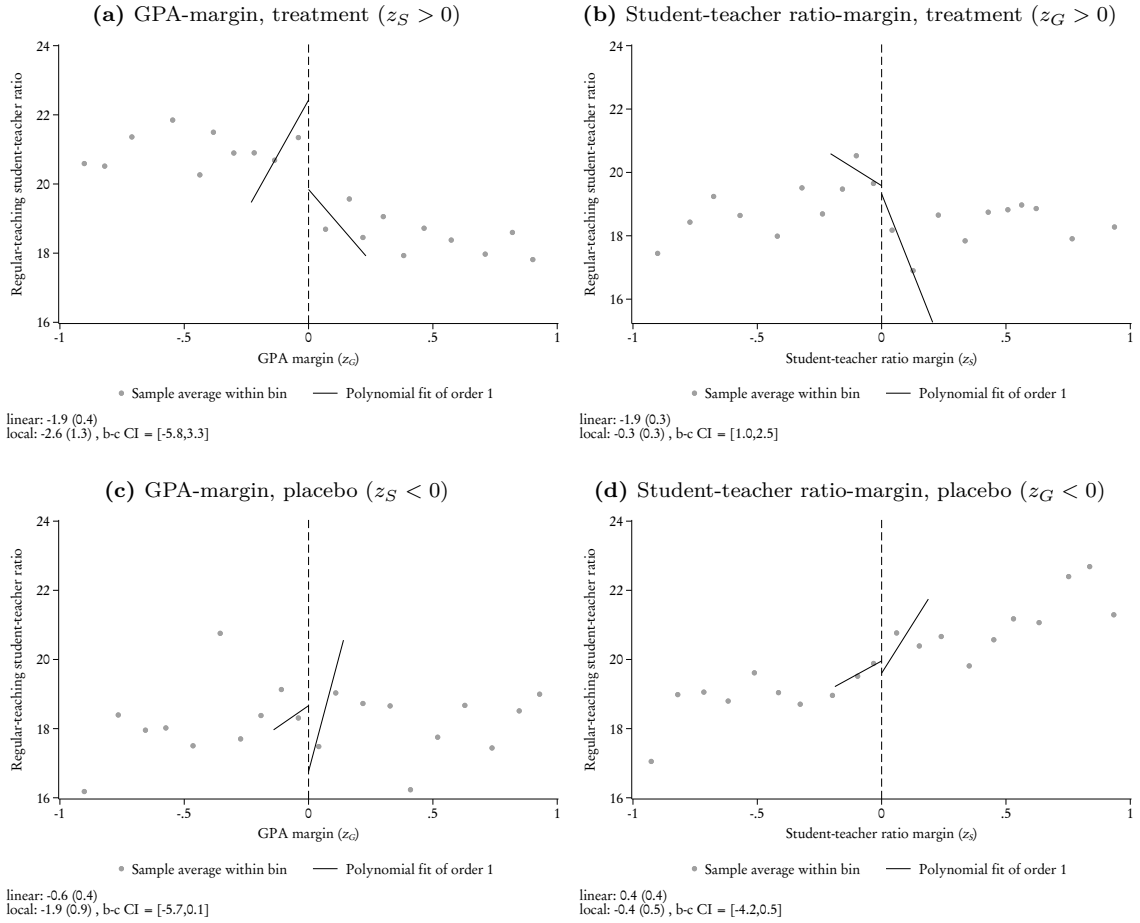 (a) GPA-margin, treatment (z_S > 0)
Regular-teaching student-teacher ratio
24
22
20
18
16
-1
-.5
0
.5
1
GPA margin (z_G)
Sample average within bin
Polynomial fit of order 1
linear: -1.9 (0.4)
local: -2.6 (1.3) , b-c CI = [-5.8,3.3]
(b) Student-teacher ratio-margin, treatment (z_G > 0)
Regular-teaching student-teacher ratio
24
22
20
18
16
-1
-.5
0
.5
1
Student-teacher ratio margin (z_S)
Sample average within bin
Polynomial fit of order 1
linear: -1.9 (0.3)
local: -0.3 (0.3) , b-c CI = [1.0,2.5]
(c) GPA-margin, placebo (z_S < 0)
Regular-teaching student-teacher ratio
24
22
20
18
16
-1
-.5
0
.5
1
GPA margin (z_G)
Sample average within bin
Polynomial fit of order 1
linear: -0.6 (0.4)
local: -1.9 (0.9) , b-c CI = [-5.7,0.1]
(d) Student-teacher ratio-margin, placebo (z_G < 0)
Regular-teaching student-teacher ratio
24
22
20
18
16
-1
-.5
0
.5
1
Student-teacher ratio margin (z_S)
Sample average within bin
Polynomial fit of order 1
linear: 0.4 (0.4)
local: -0.4 (0.5) , b-c CI = [-4.2,0.5]